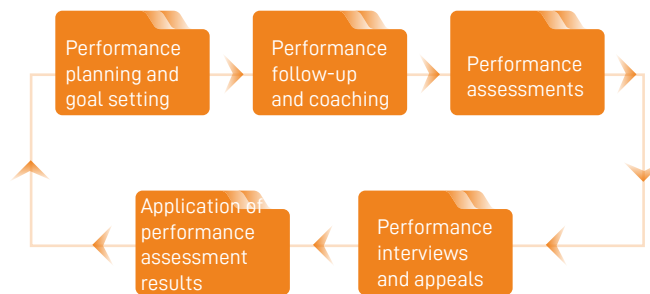 Performance
planning and
goal setting
Performance
follow-up
and coaching
Performance
assessments
Application of
performance
assessment
results
Performance
interviews
and appeals